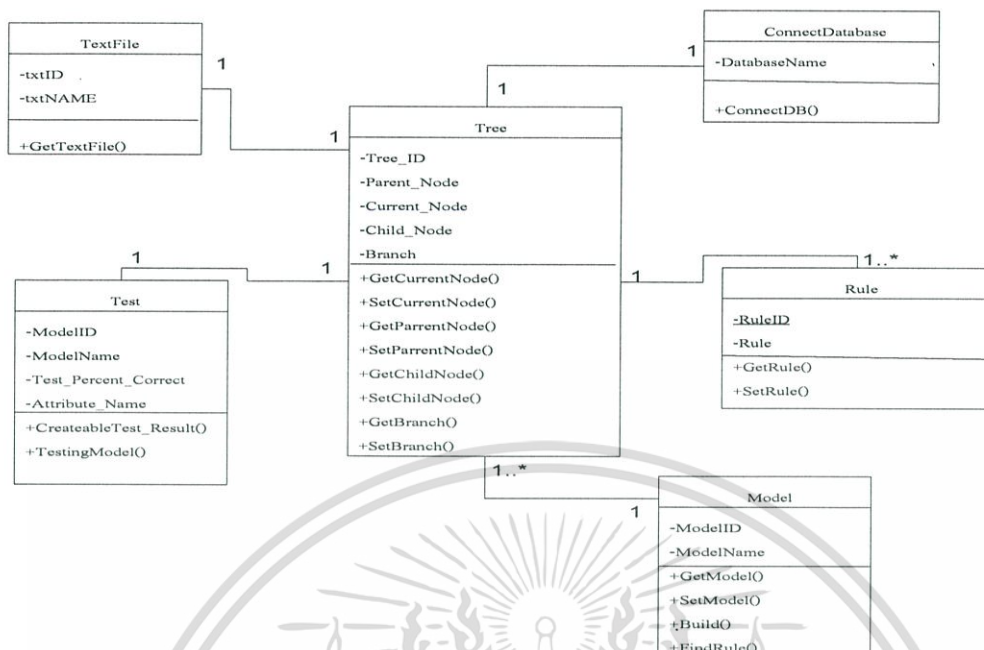 TextFile
-txtID
-txtNAME
+GetTextFile()
1
1
ConnectDatabase
-DatabaseName
+ConnectDB()
1
1
Tree
-Tree_ID
-Parent_Node
-Current_Node
-Child_Node
-Branch
+GetCurrentNode()
+SetCurrentNode()
+GetParrentNode()
+SetParrentNode()
+GetChildNode()
+SetChildNode()
+GetBranch()
+SetBranch()
1
1
Test
-ModelID
-ModelName
-Test_Percent_Correct
-Attribute_Name
+CreateableTest_Result()
+TestingModel()
1
1..*
Rule
-RuleID
-Rule
+GetRule()
+SetRule()
1..*
1
Model
-ModelID
-ModelName
+GetModel()
+SetModel()
+Build()
+FindRule()